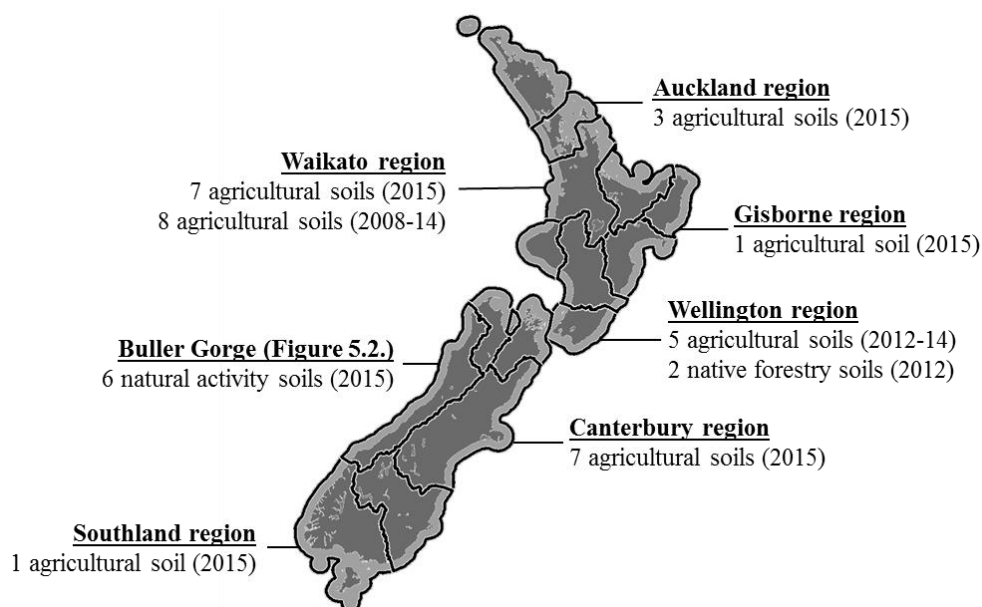 Auckland region
3 agricultural soils (2015)
Waikato region
7 agricultural soils (2015)
8 agricultural soils (2008-14)
Gisborne region
1 agricultural soil (2015)
Wellington region
5 agricultural soils (2012-14)
2 native forestry soils (2012)
Buller Gorge (Figure 5.2.)
6 natural activity soils (2015)
Canterbury region
7 agricultural soils (2015)
Southland region
1 agricultural soil (2015)